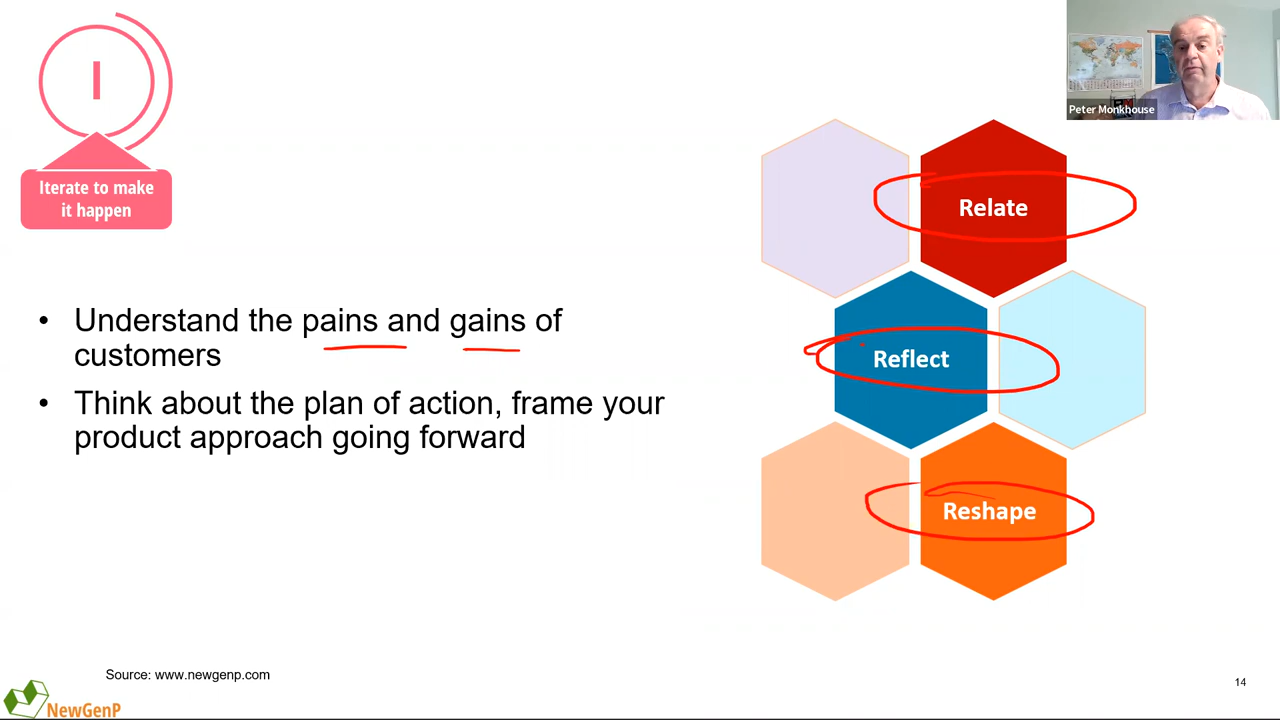 I
Iterate to make
it happen
Peter Monkhouse
Relate
• Understand the pains and gains of
customers
Reflect
• Think about the plan of action, frame your
product approach going forward
Reshape
Source: www.newgenp.com
14
NewGenP